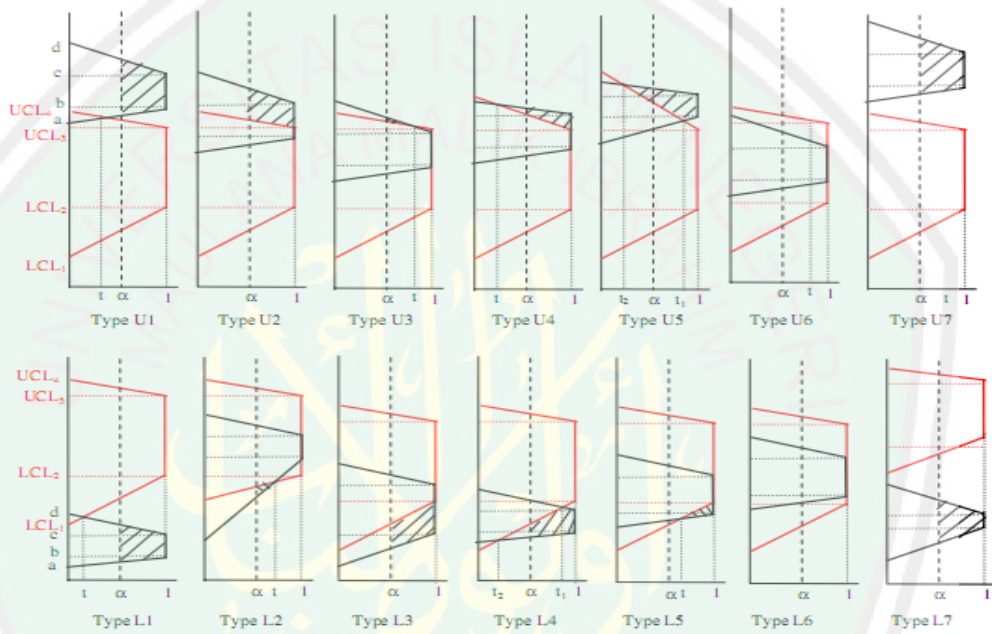 d
c
b
UCL₄
a
UCL₃
LCL₂
LCL₁
t α 1
α 1
α t 1
t α 1
t₂ α t₁ 1
α t 1
α t 1
Type U1 Type U2 Type U3 Type U4 Type U5 Type U6 Type U7
UCL₄
UCL₃
LCL₂
d
LCL₁
c
b
a
t α 1
α t 1
α 1
t₂ α t₁ 1
α t 1
α 1
α 1
Type L1 Type L2 Type L3 Type L4 Type L5 Type L6 Type L7